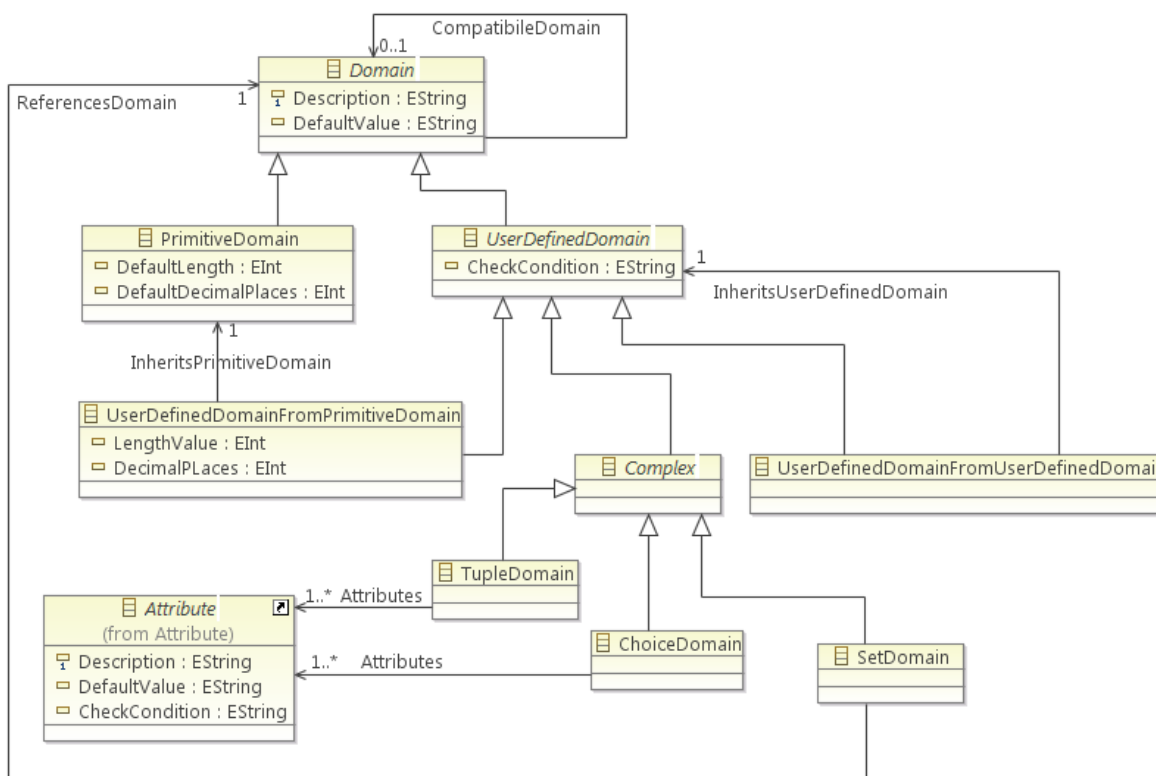 CompatibileDomain
0..1
Domain
ReferencesDomain
1
Description : EString
DefaultValue : EString
PrimitiveDomain
DefaultLength : EInt
DefaultDecimalPlaces : EInt
UserDefinedDomain
CheckCondition : EString
1
InheritsUserDefinedDomain
1
InheritsPrimitiveDomain
UserDefinedDomainFromPrimitiveDomain
LengthValue : EInt
DecimalPLaces : EInt
Complex
UserDefinedDomainFromUserDefinedDomai
TupleDomain
1..* Attributes
Attribute
(from Attribute)
Description : EString
DefaultValue : EString
CheckCondition : EString
1..* Attributes
ChoiceDomain
SetDomain